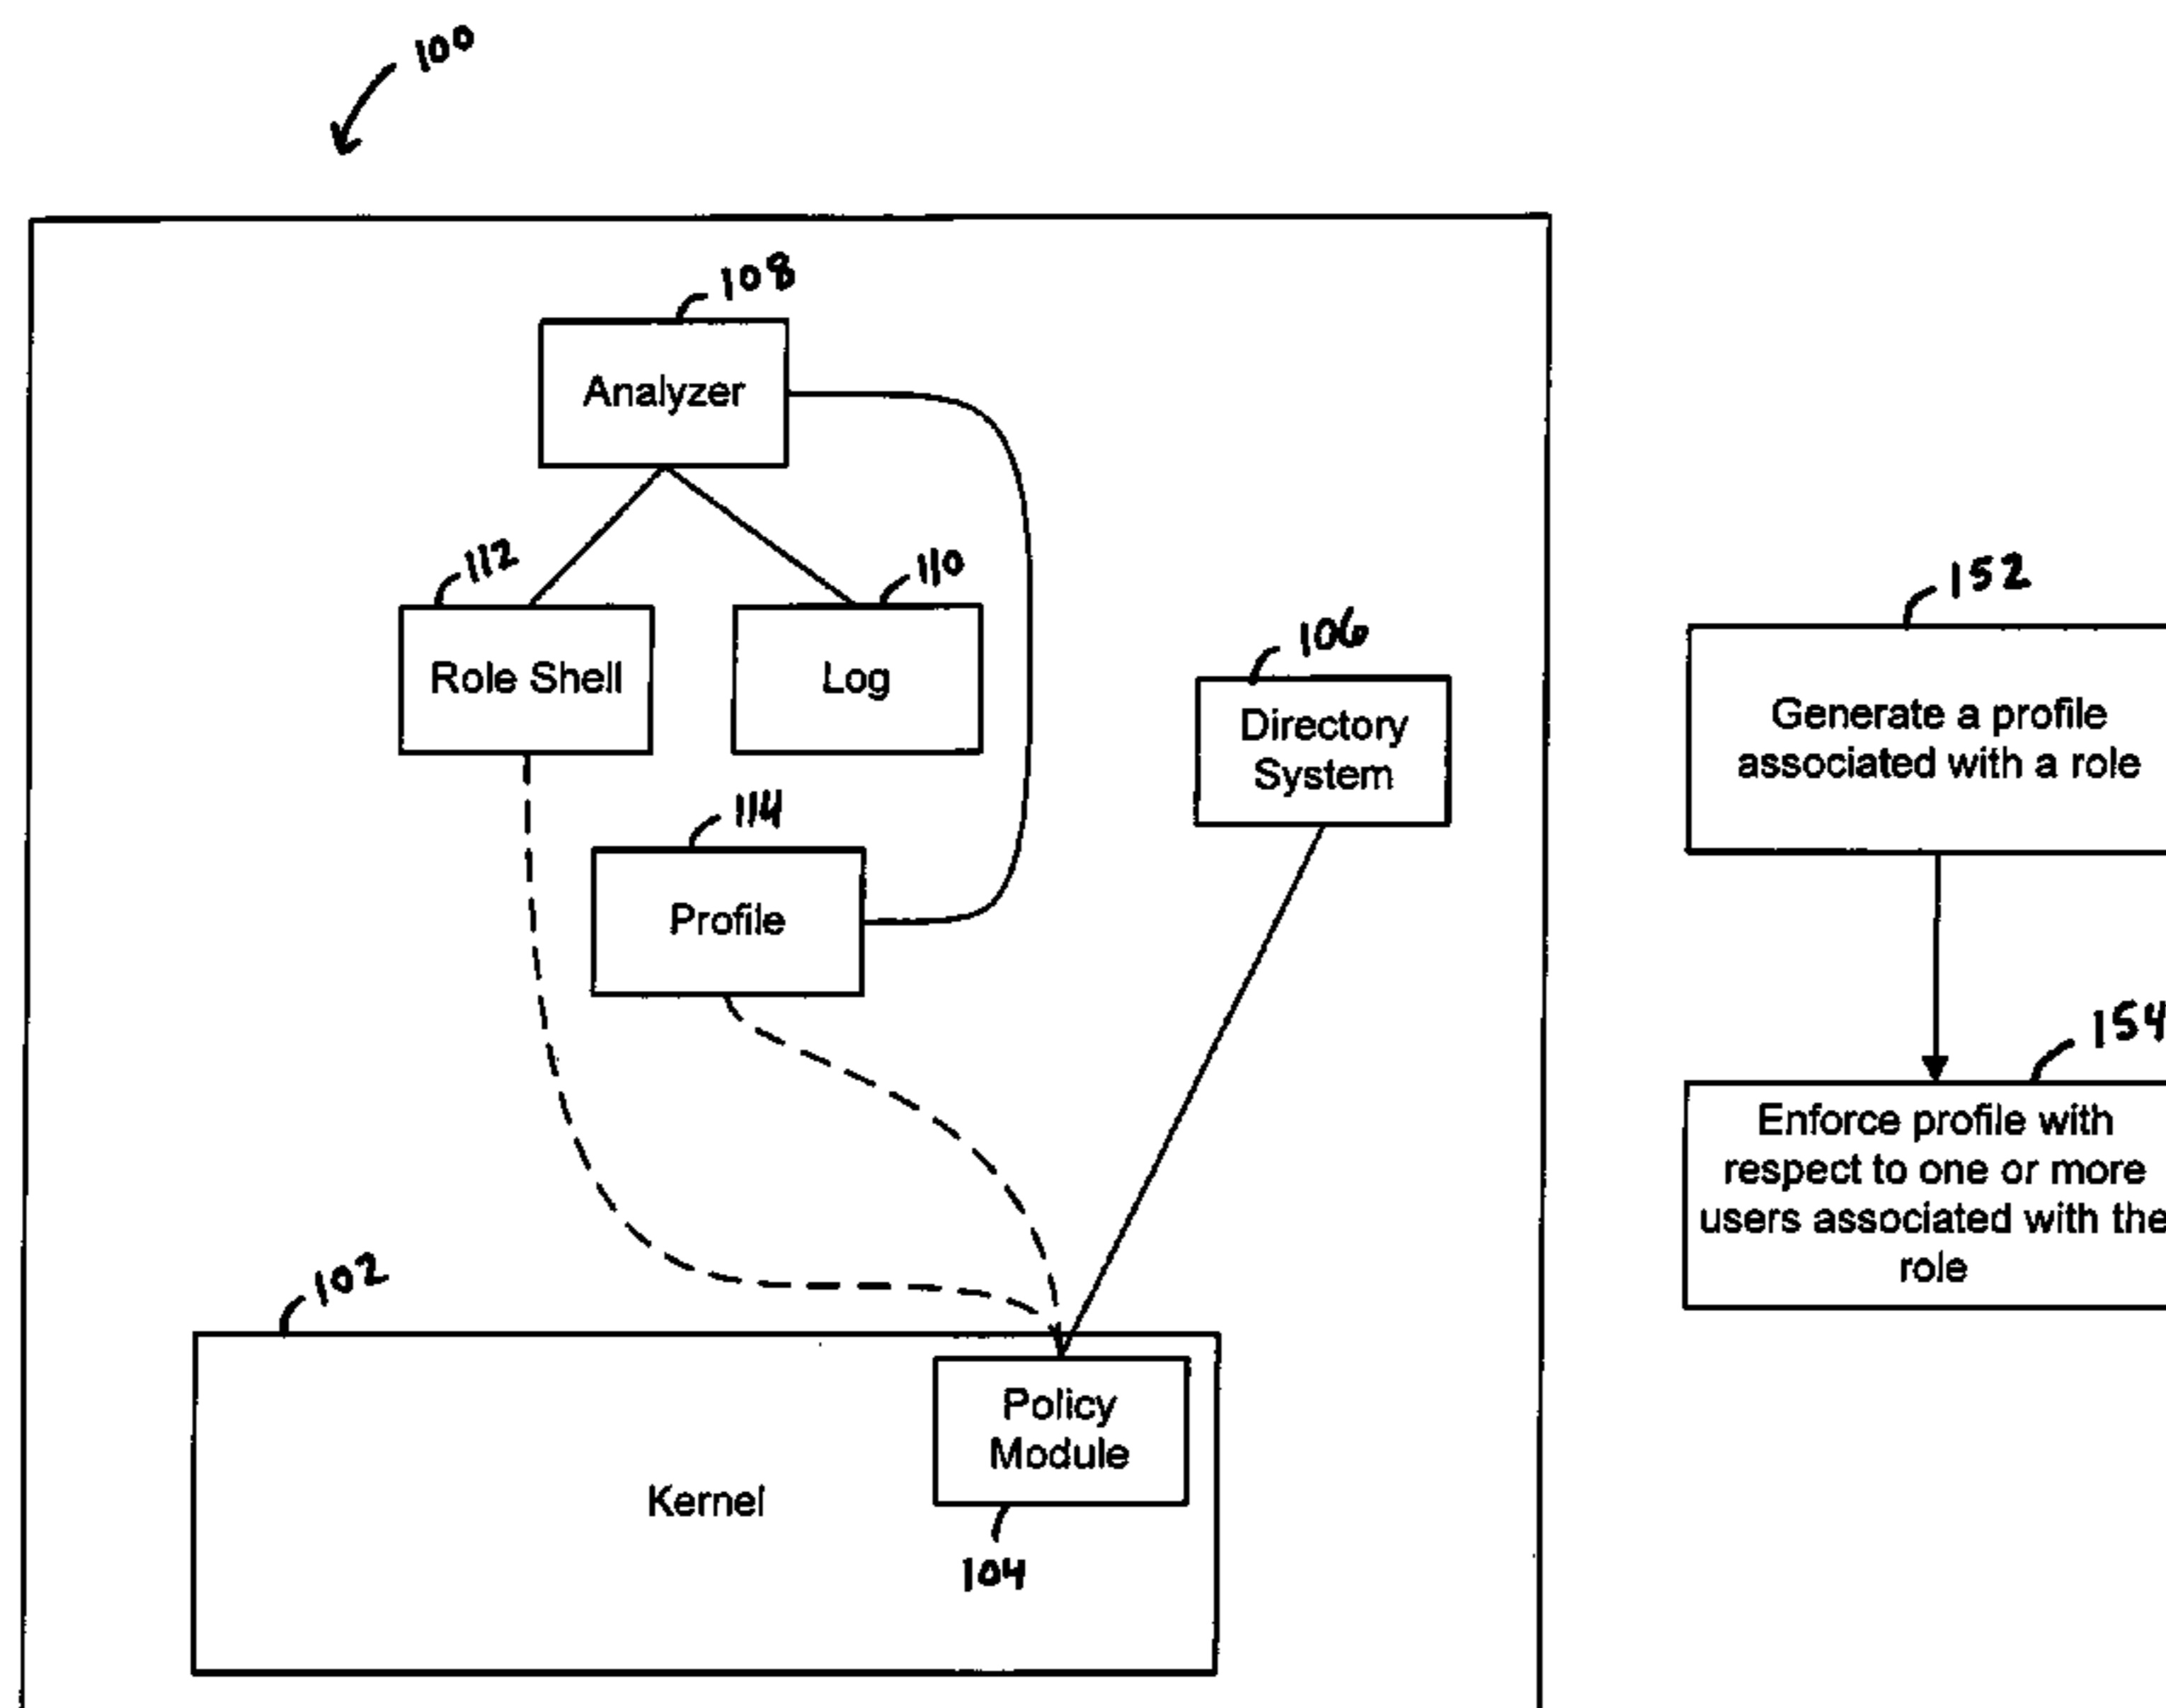 100
108
Analyzer
112
110
Role Shell
Log
106
Directory
System
114
Profile
102
Policy
Module
Kernel
104
152
Generate a profile
associated with a role
154
Enforce profile with
respect to one or more
users associated with the
role